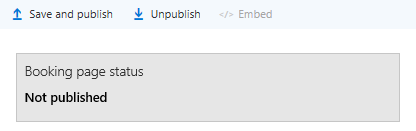 Save and publish Unpublish </> Embed
Booking page status
Not published